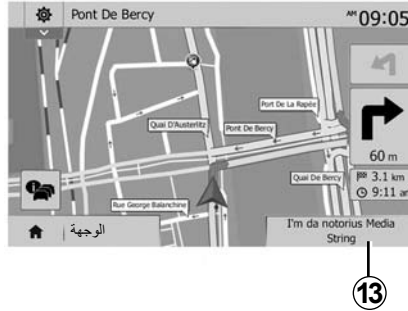 Pont De Bercy
AM 09:05
Port De La Rapée
Quai D'Austerlitz
Pont De Bercy
60 m
Quai De Bercy
3.1 km
9:11 am
Rue George Balanchine
الوجهة
I'm da notorius Media
String
13